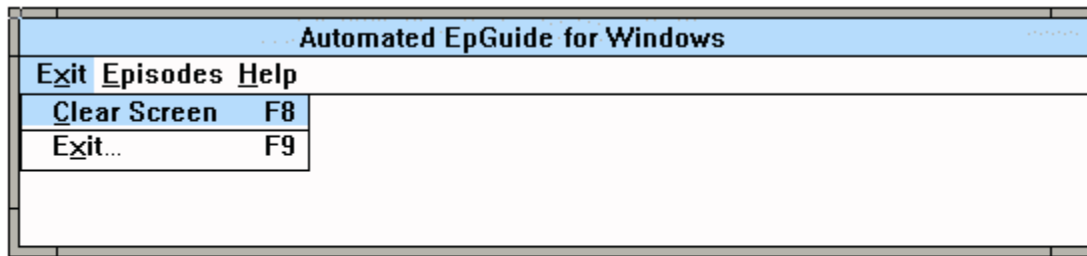 Automated EpGuide for Windows
Exit Episodes Help
Clear Screen F8
Exit... F9